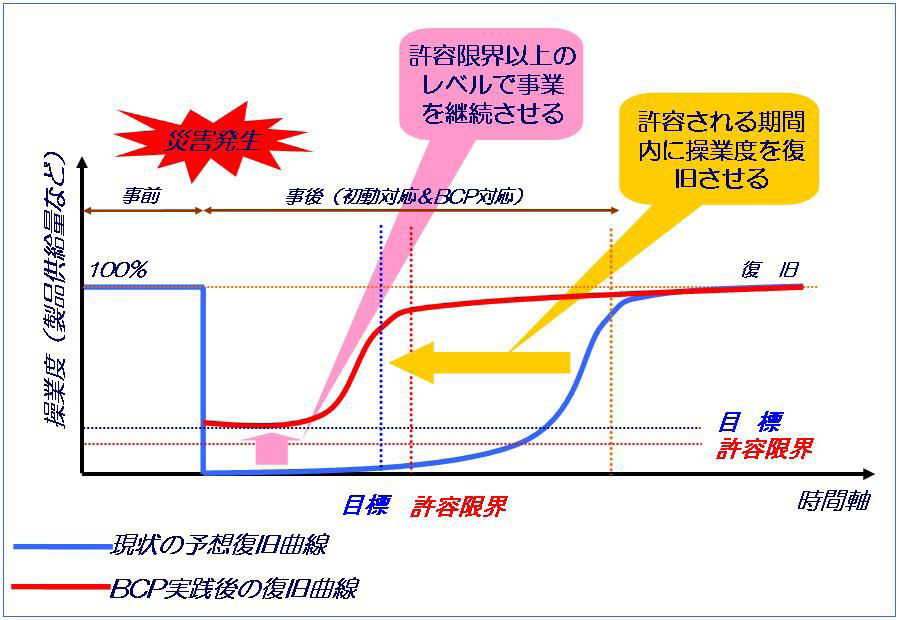 許容限界以上の
レベルで事業
を継続させる
許容される期間
内に操業度を復
旧させる
災害発生
事前
事後（初動対応&BCP対応）
操業度（製品供給量など）
100%
復 旧
目 標
許容限界
目標 許容限界
時間軸
現状の予想復旧曲線
BCP実践後の復旧曲線